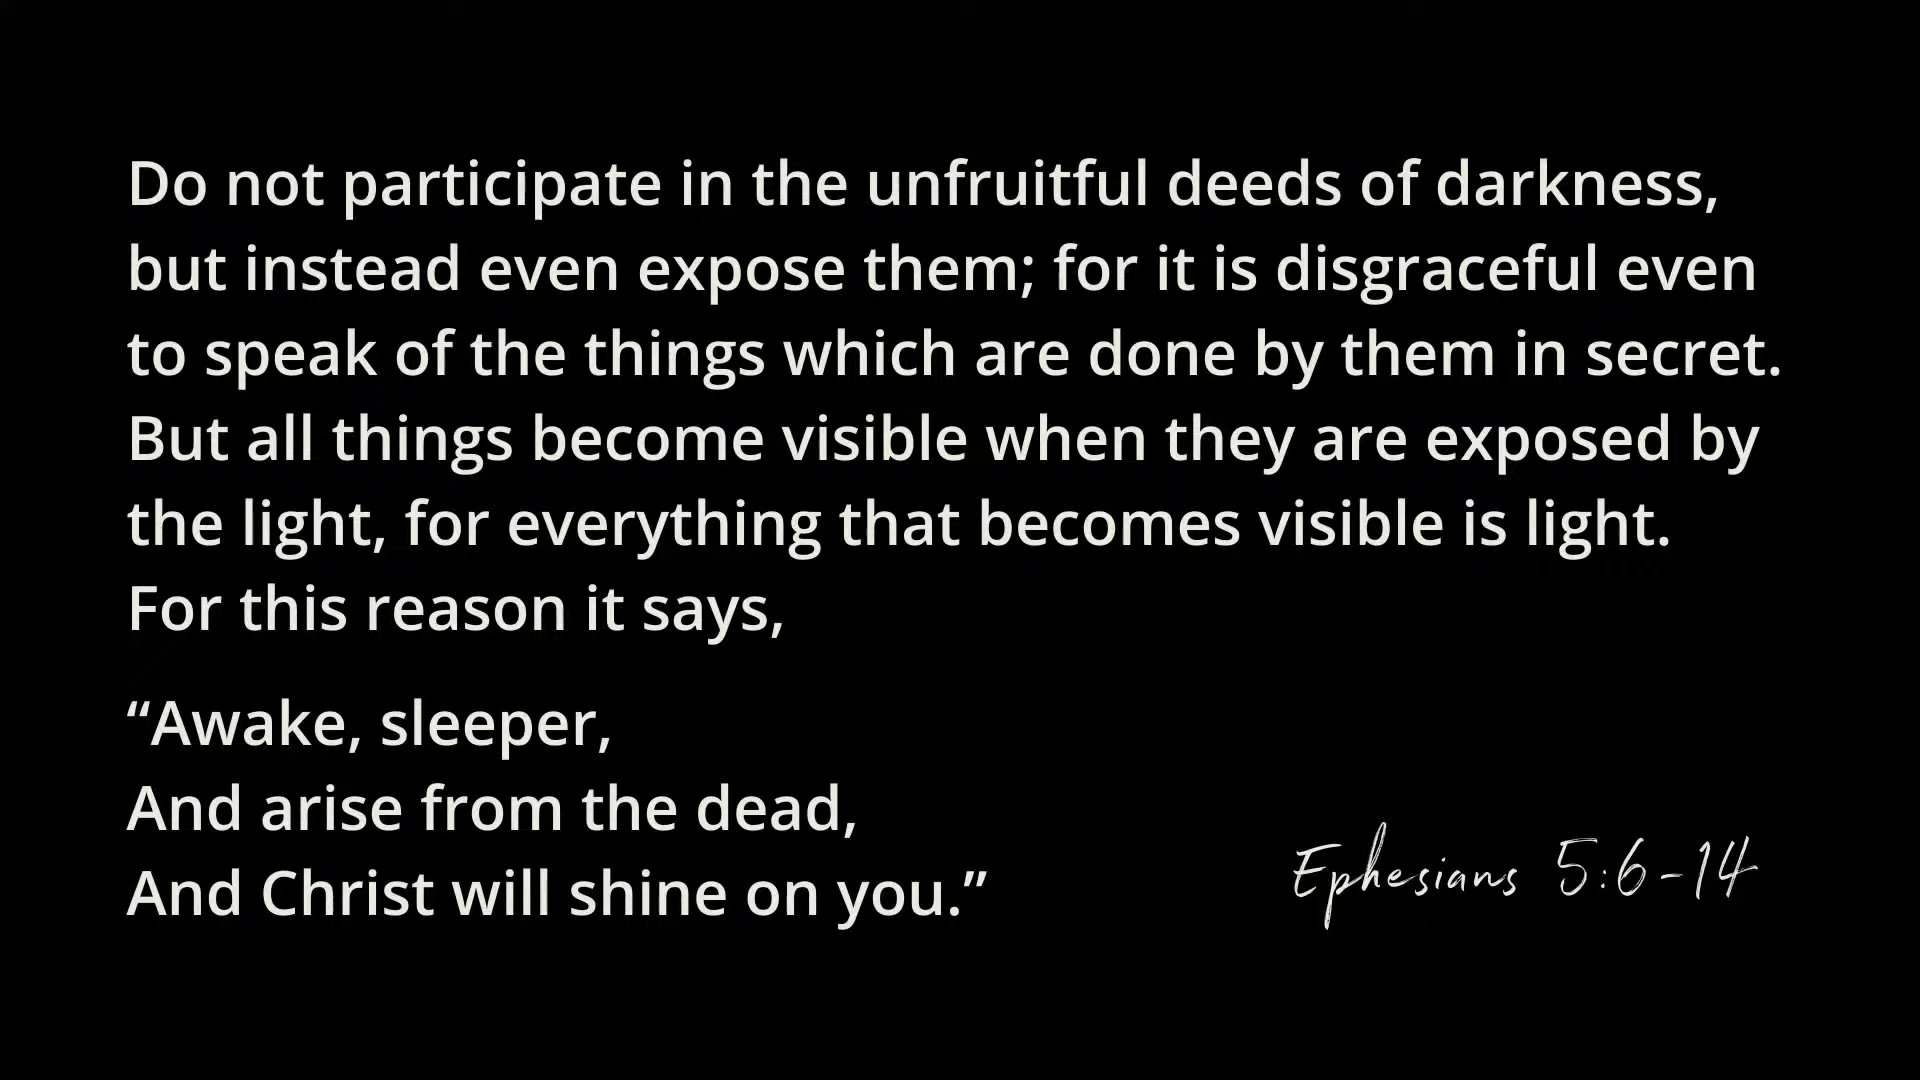 Do not participate in the unfruitful deeds of darkness,
but instead even expose them; for it is disgraceful even
to speak of the things which are done by them in secret.
But all things become visible when they are exposed by
the light, for everything that becomes visible is light.
For this reason it says,
“Awake, sleeper,
And arise from the dead,
And Christ will shine on you.”
Ephesians 5:6-14